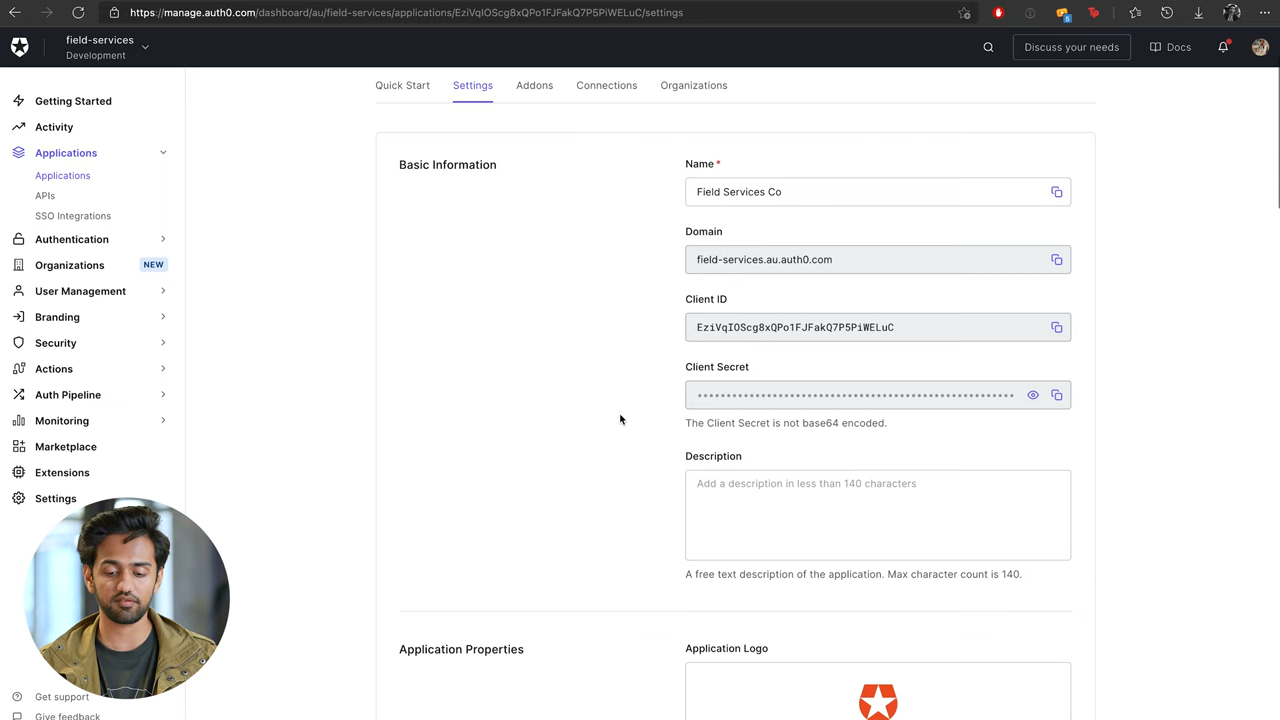 https://manage.auth0.com/dashboard/au/field-services/applications/EziVqIOScg8xQPo1FJFakQ7P5PiWELuC/settings
5
field-services
Development
Discuss your needs
Docs
Quick Start
Settings
Addons
Connections
Organizations
Getting Started
Activity
Applications
Applications
APIs
SSO Integrations
Authentication
Organizations
NEW
User Management
Branding
Security
Actions
Auth Pipeline
Monitoring
Marketplace
Extensions
Settings
Get support
Give feedback
Basic Information
Name *
Field Services Co
Domain
field-services.au.auth0.com
Client ID
EziVqIOScg8xQPo1FJFakQ7P5PiWELuC
Client Secret
The Client Secret is not base64 encoded.
Description
Add a description in less than 140 characters
A free text description of the application. Max character count is 140.
Application Properties
Application Logo